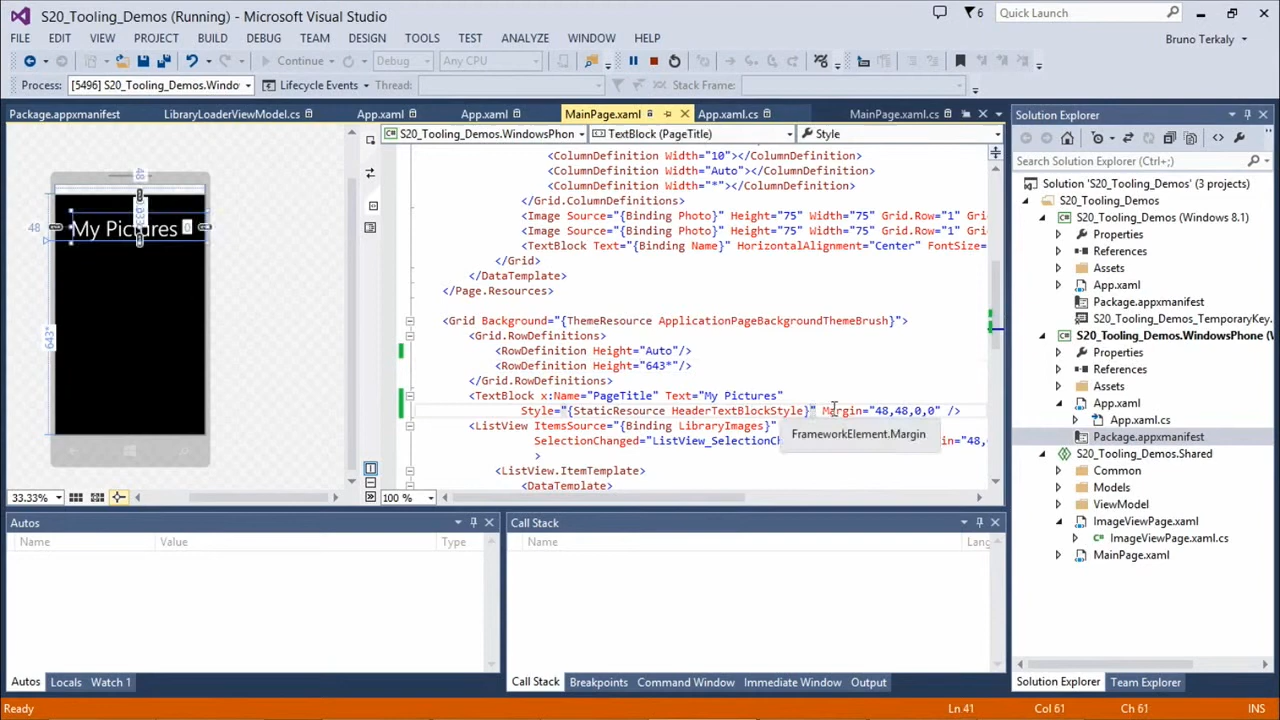 S20_Tooling_Demos (Running) - Microsoft Visual Studio
6
Quick Launch
FILE EDIT VIEW PROJECT BUILD DEBUG TEAM DESIGN TOOLS TEST ANALYZE WINDOW HELP
Bruno Terkaly
Continue Debug Any CPU
Process: [5496] S20_Tooling_Demos.Windo Lifecycle Events Thread: Stack Frame:
Package.appxmanifest LibraryLoaderViewModel.cs App.xaml App.xaml MainPage.xaml App.xaml.cs MainPage.xaml.cs
S20_Tooling_Demos.WindowsPhon TextBlock (PageTitle) Style
<ColumnDefinition Width="10"></ColumnDefinition>
<ColumnDefinition Width="Auto"></ColumnDefinition>
<ColumnDefinition Width="*"></ColumnDefinition>
</Grid.ColumnDefinitions>
<Image Source="{Binding Photo}" Height="75" Width="75" Grid.Row="1" Grid
<Image Source="{Binding Photo}" Height="75" Width="75" Grid.Row="1" Grid
<TextBlock Text="{Binding Name}" HorizontalAlignment="Center" FontSize=
</Grid>
</DataTemplate>
</Page.Resources>
<Grid Background="{ThemeResource ApplicationPageBackgroundThemeBrush}">
<Grid.RowDefinitions>
<RowDefinition Height="Auto"/>
<RowDefinition Height="643*"/>
</Grid.RowDefinitions>
<TextBlock x:Name="PageTitle" Text="My Pictures"
Style="{StaticResource HeaderTextBlockStyle}" Margin="48,48,0,0" />
<ListView ItemsSource="{Binding LibraryImages}"
SelectionChanged="ListView_SelectionCh
>
<ListView.ItemTemplate>
<DataTemplate>
FrameworkElement.Margin
48
48
My Pictures
0
643*
33.33%
100 %
Solution Explorer
Search Solution Explorer (Ctrl+;)
Solution 'S20_Tooling_Demos' (3 projects)
S20_Tooling_Demos
S20_Tooling_Demos (Windows 8.1)
Properties
References
Assets
App.xaml
Package.appxmanifest
S20_Tooling_Demos_TemporaryKey.
S20_Tooling_Demos.WindowsPhone (
Properties
References
Assets
App.xaml
App.xaml.cs
Package.appxmanifest
S20_Tooling_Demos.Shared
Common
Models
ViewModel
ImageViewPage.xaml
ImageViewPage.xaml.cs
MainPage.xaml
Solution Explorer Team Explorer
Autos
Name Value Type
Autos Locals Watch 1
Call Stack
Name Lang
Call Stack Breakpoints Command Window Immediate Window Output
Ready Ln 41 Col 61 Ch 61 INS